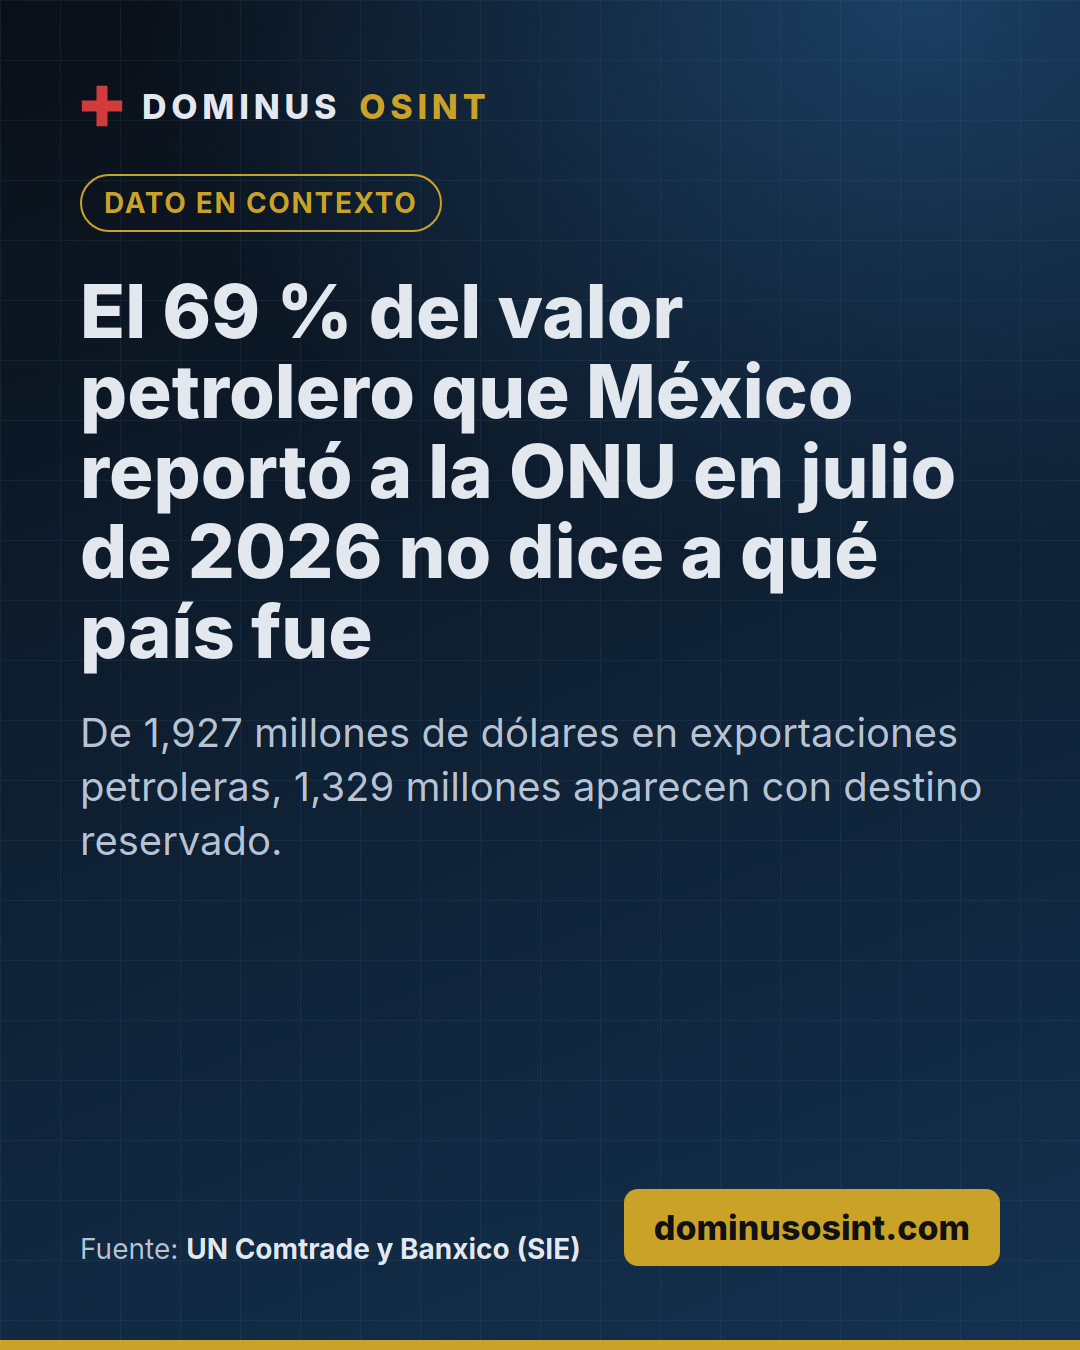 DOMINUS OSINT
DATO EN CONTEXTO
El 69 % del valor
petrolero que México
reportó a la ONU en julio
de 2026 no dice a qué
país fue
De 1,927 millones de dólares en exportaciones
petroleras, 1,329 millones aparecen con destino
reservado.
Fuente: UN Comtrade y Banxico (SIE)
dominusosint.com